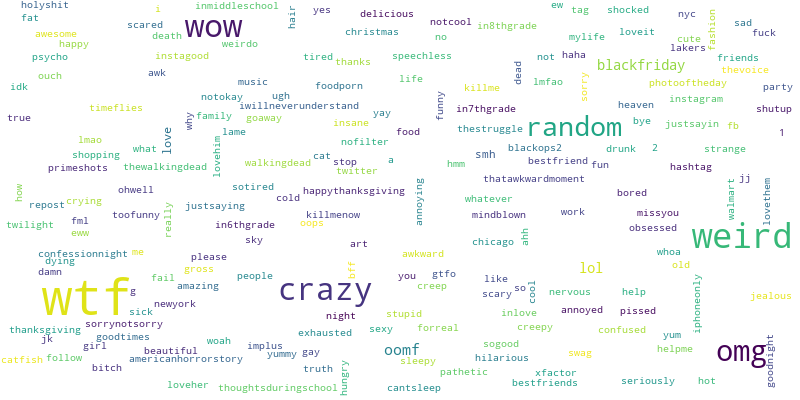 holyshit
i
inmiddleschool
yes
delicious
ew
tag
shocked
nyc
fat
scared
wow
hair
notcool
in8thgrade
sad
awesome
death
christmas
mylife
loveit
fashion
fuck
happy
weirdo
no
lakers
cute
psycho
instagood
tired
thanks
speechless
not
haha
friends
ouch
awk
dead
blackfriday
thevoice
idk
music
foodporn
life
killme
lmfao
sorry
photooftheday
party
notokay
ugh
timeflies
iwillneverunderstand
funny
in7thgrade
heaven
instagram
shutup
true
why
family
goaway
yay
insane
thestruggle
random
bye
justsayin
fb
1
lmao
love
lame
food
nofilter
what
shopping
lovehim
cat
stop
a
smh
blackops2
drunk
2
strange
primeshots
thewalkingdead
walkingdead
twitter
hmm
bestfriend
fun
hashtag
how
ohwell
sotired
cold
happythanksgiving
annoying
thatawkwardmoment
bored
walmart
jj
lovethem
repost
crying
justsaying
whatever
missyou
toofunny
killmenow
mindblown
work
twilight
fml
really
in6thgrade
oops
obsessed
eww
sky
art
chicago
ahh
weird
confessionnight
me
please
awkward
whoa
dying
gross
bff
lol
old
damn
fail
people
you
gtfo
like
amazing
creep
cool
nervous
help
iphoneonly
jealous
wtf
g
crazy
scary
so
newyork
sick
night
stupid
inlove
annoyed
pissed
thanksgiving
sorrynotsorry
exhausted
sexy
forreal
creepy
confused
yum
jk
goodtimes
woah
sogood
girl
beautiful
implus
gay
oomf
helpme
omg
goodnight
catfish
follow
americanhorrorstory
yummy
sleepy
hilarious
swag
bitch
truth
hungry
pathetic
xfactor
loveher
thoughtsduringschool
cantsleep
bestfriends
seriously
hot